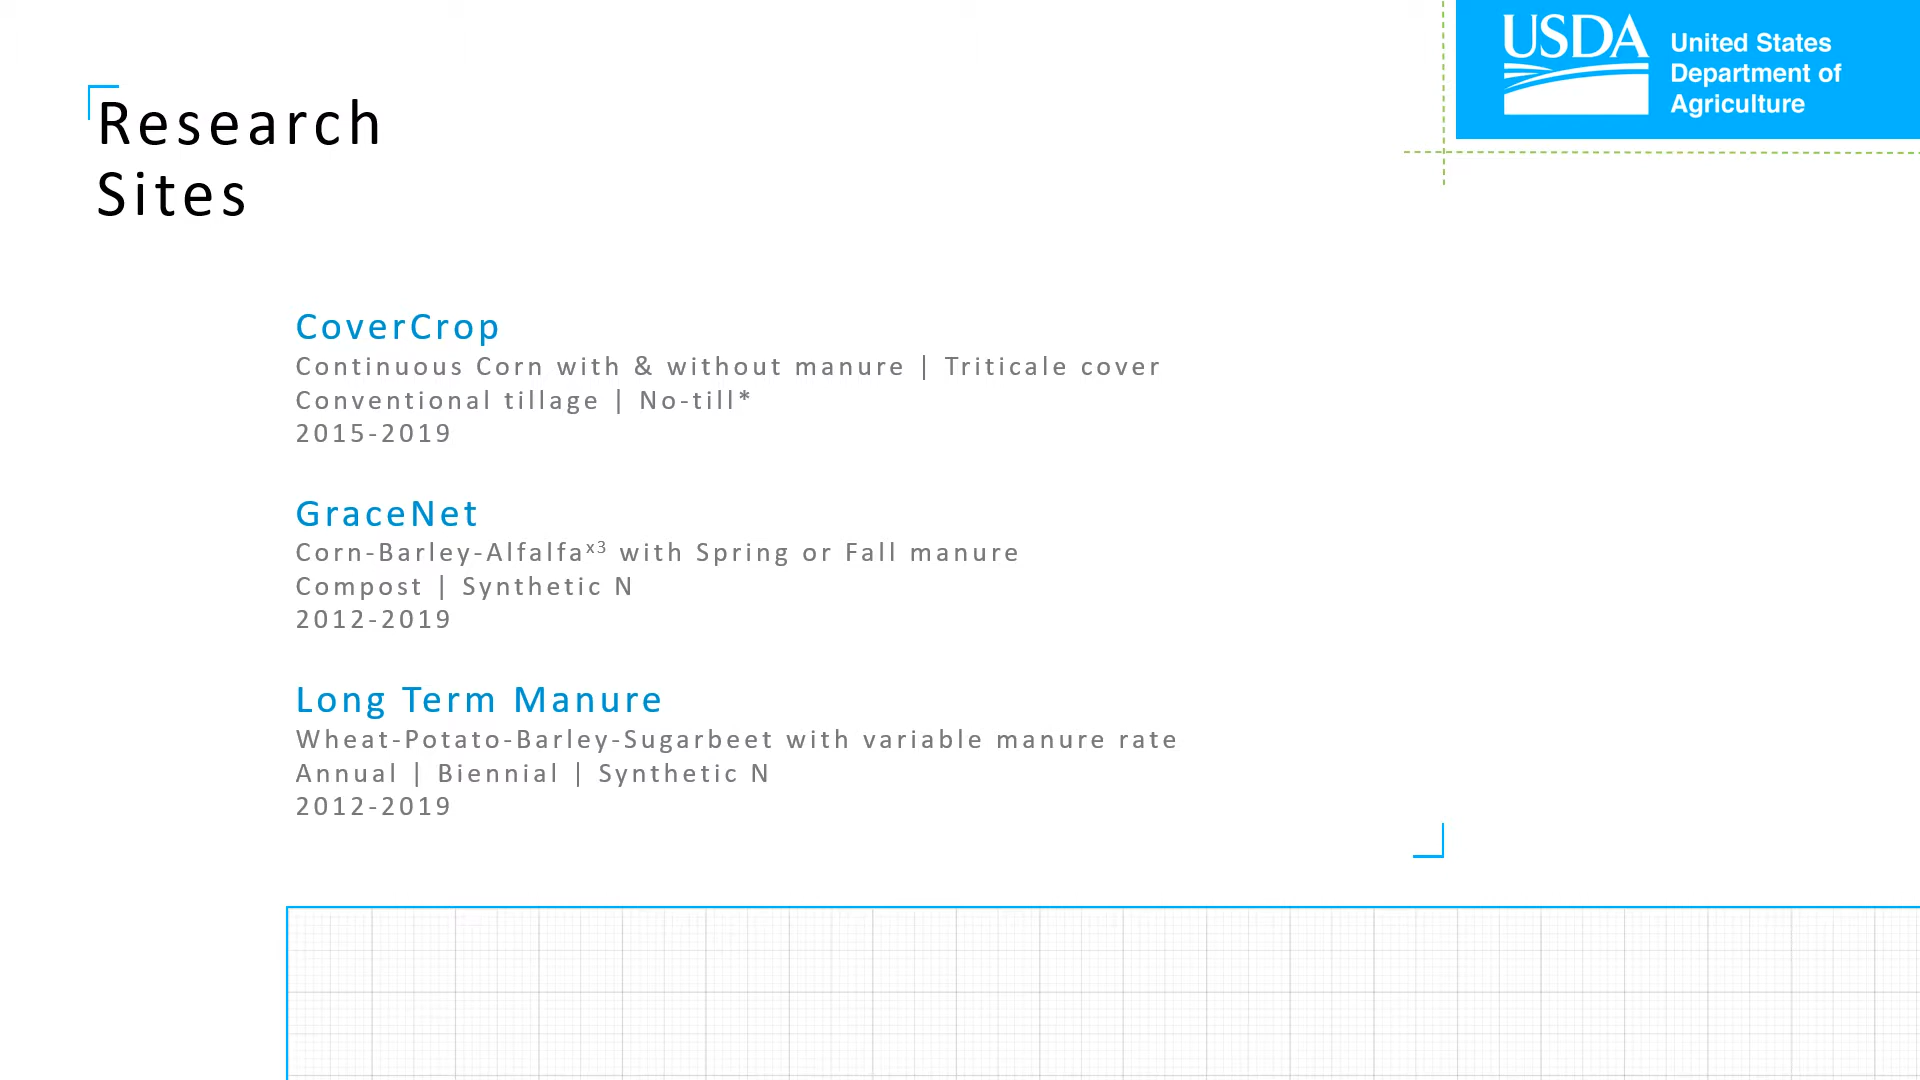 USDA
United States
Department of
Agriculture
Research
Sites
CoverCrop
Continuous Corn with & without manure | Triticale cover
Conventional tillage | No-till*
2015-2019
GraceNet
Corn-Barley-Alfalfaˣ³ with Spring or Fall manure
Compost | Synthetic N
2012-2019
Long Term Manure
Wheat-Potato-Barley-Sugarbeet with variable manure rate
Annual | Biennial | Synthetic N
2012-2019